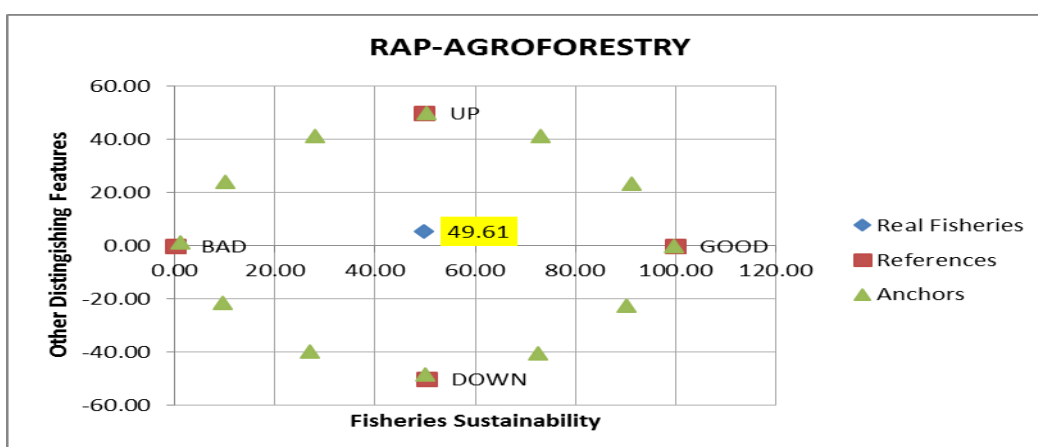 RAP-AGROFORESTRY
60.00
UP
40.00
20.00
49.61
0.00
BAD
GOOD
0.00 20.00 40.00 60.00 80.00 100.00 120.00
-20.00
-40.00
DOWN
-60.00
Other Distingishing Features
Fisheries Sustainability
Real Fisheries
References
Anchors